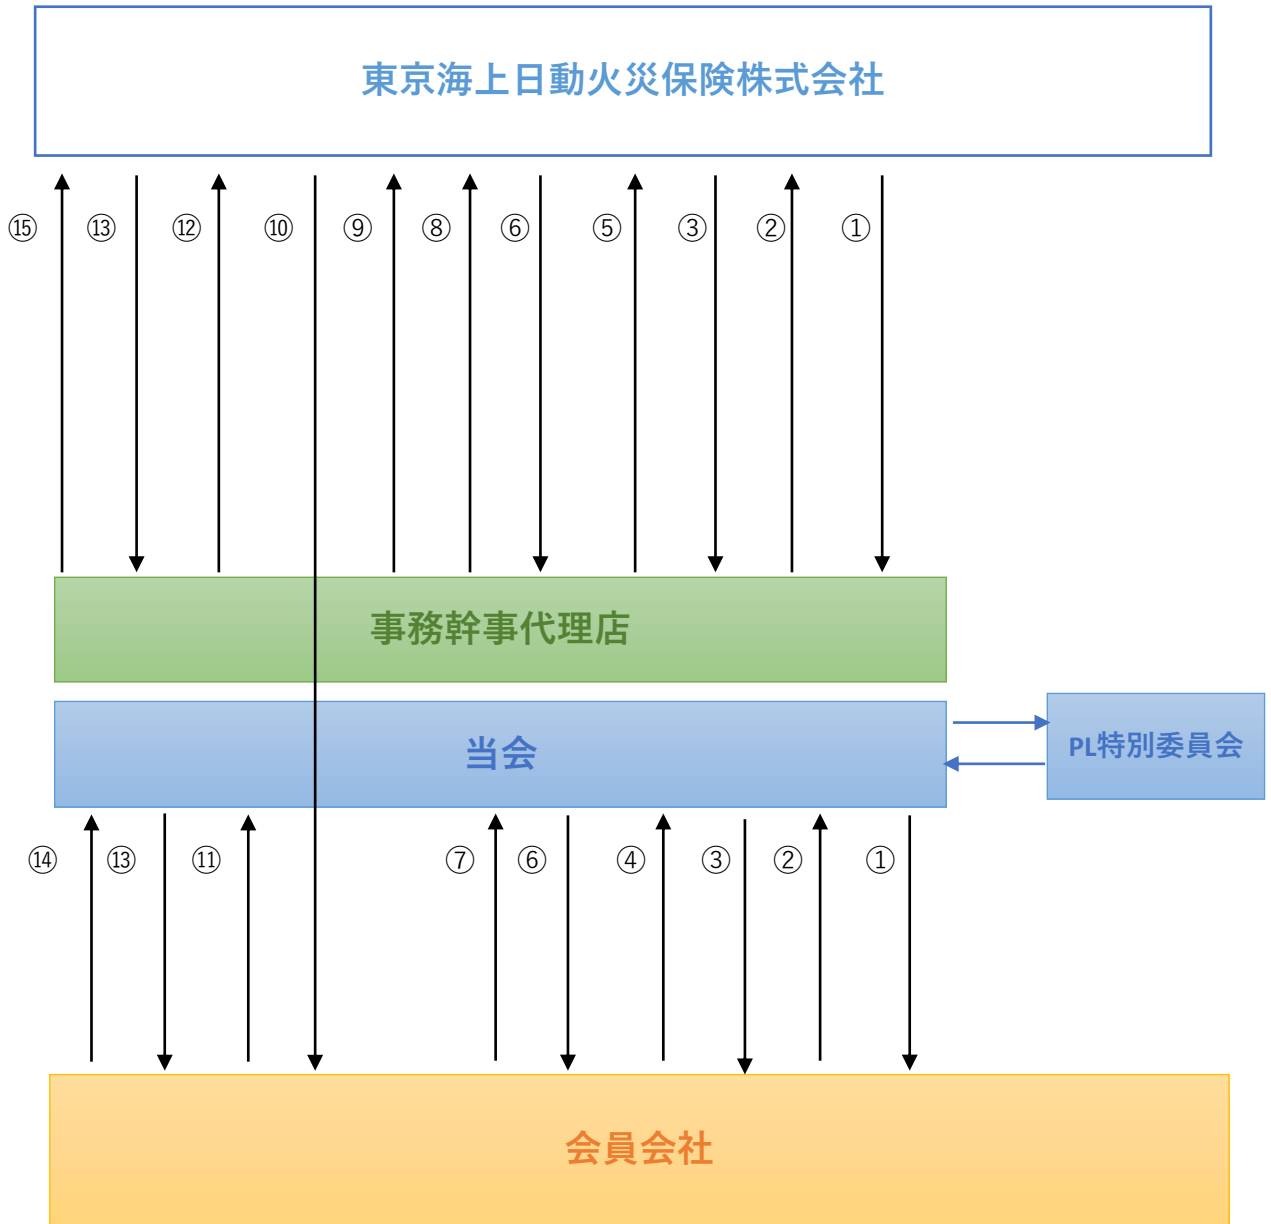 東京海上日動火災保険株式会社
⑮ ⑬ ⑫ ⑩ ⑨ ⑧ ⑥ ⑤ ③ ② ①
事務幹事代理店
当会
PL特別委員会
⑭ ⑬ ⑪ ⑦ ⑥ ④ ③ ② ①
会員会社